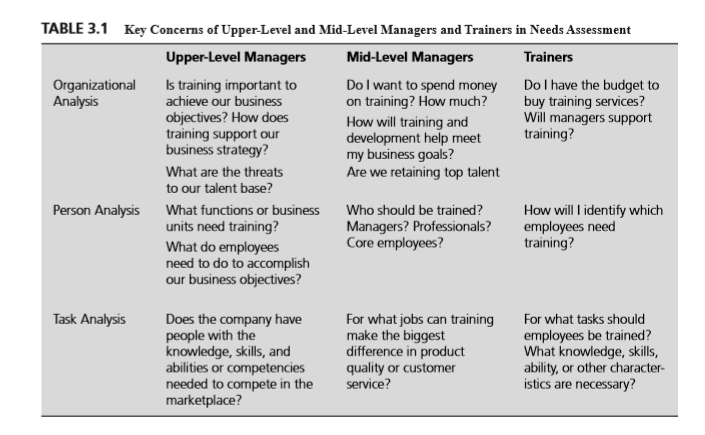 TABLE 3.1 Key Concerns of Upper-Level and Mid-Level Managers and Trainers in Needs Assessment
Upper-Level Managers Mid-Level Managers Trainers
Organizational
Analysis
Is training important to
achieve our business
objectives? How does
training support our
business strategy?
What are the threats
to our talent base?
Do I want to spend money
on training? How much?
How will training and
development help meet
my business goals?
Are we retaining top talent
Do I have the budget to
buy training services?
Will managers support
training?
Person Analysis
What functions or business
units need training?
What do employees
need to do to accomplish
our business objectives?
Who should be trained?
Managers? Professionals?
Core employees?
How will I identify which
employees need
training?
Task Analysis
Does the company have
people with the
knowledge, skills, and
abilities or competencies
needed to compete in the
marketplace?
For what jobs can training
make the biggest
difference in product
quality or customer
service?
For what tasks should
employees be trained?
What knowledge, skills,
ability, or other character-
istics are necessary?